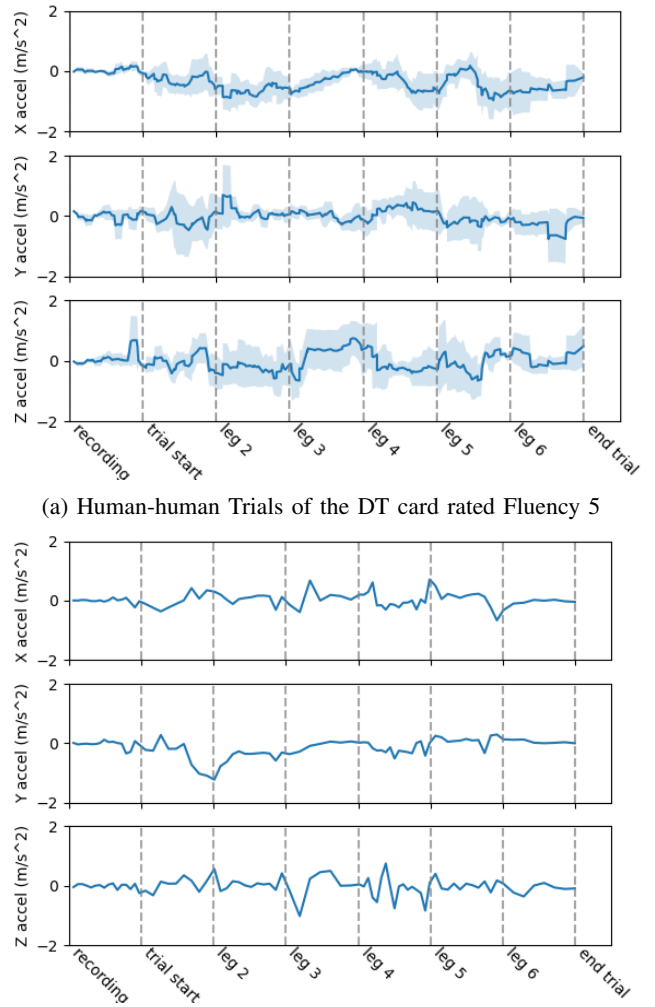 2
X accel (m/s^2)
0
−2
2
Y accel (m/s^2)
0
−2
2
Z accel (m/s^2)
0
−2
recording
trial start
leg 2
leg 3
leg 4
leg 5
leg 6
end trial
(a) Human-human Trials of the DT card rated Fluency 5
2
X accel (m/s^2)
0
−2
2
Y accel (m/s^2)
0
−2
2
Z accel (m/s^2)
0
−2
recording
trial start
leg 2
leg 3
leg 4
leg 5
leg 6
end trial